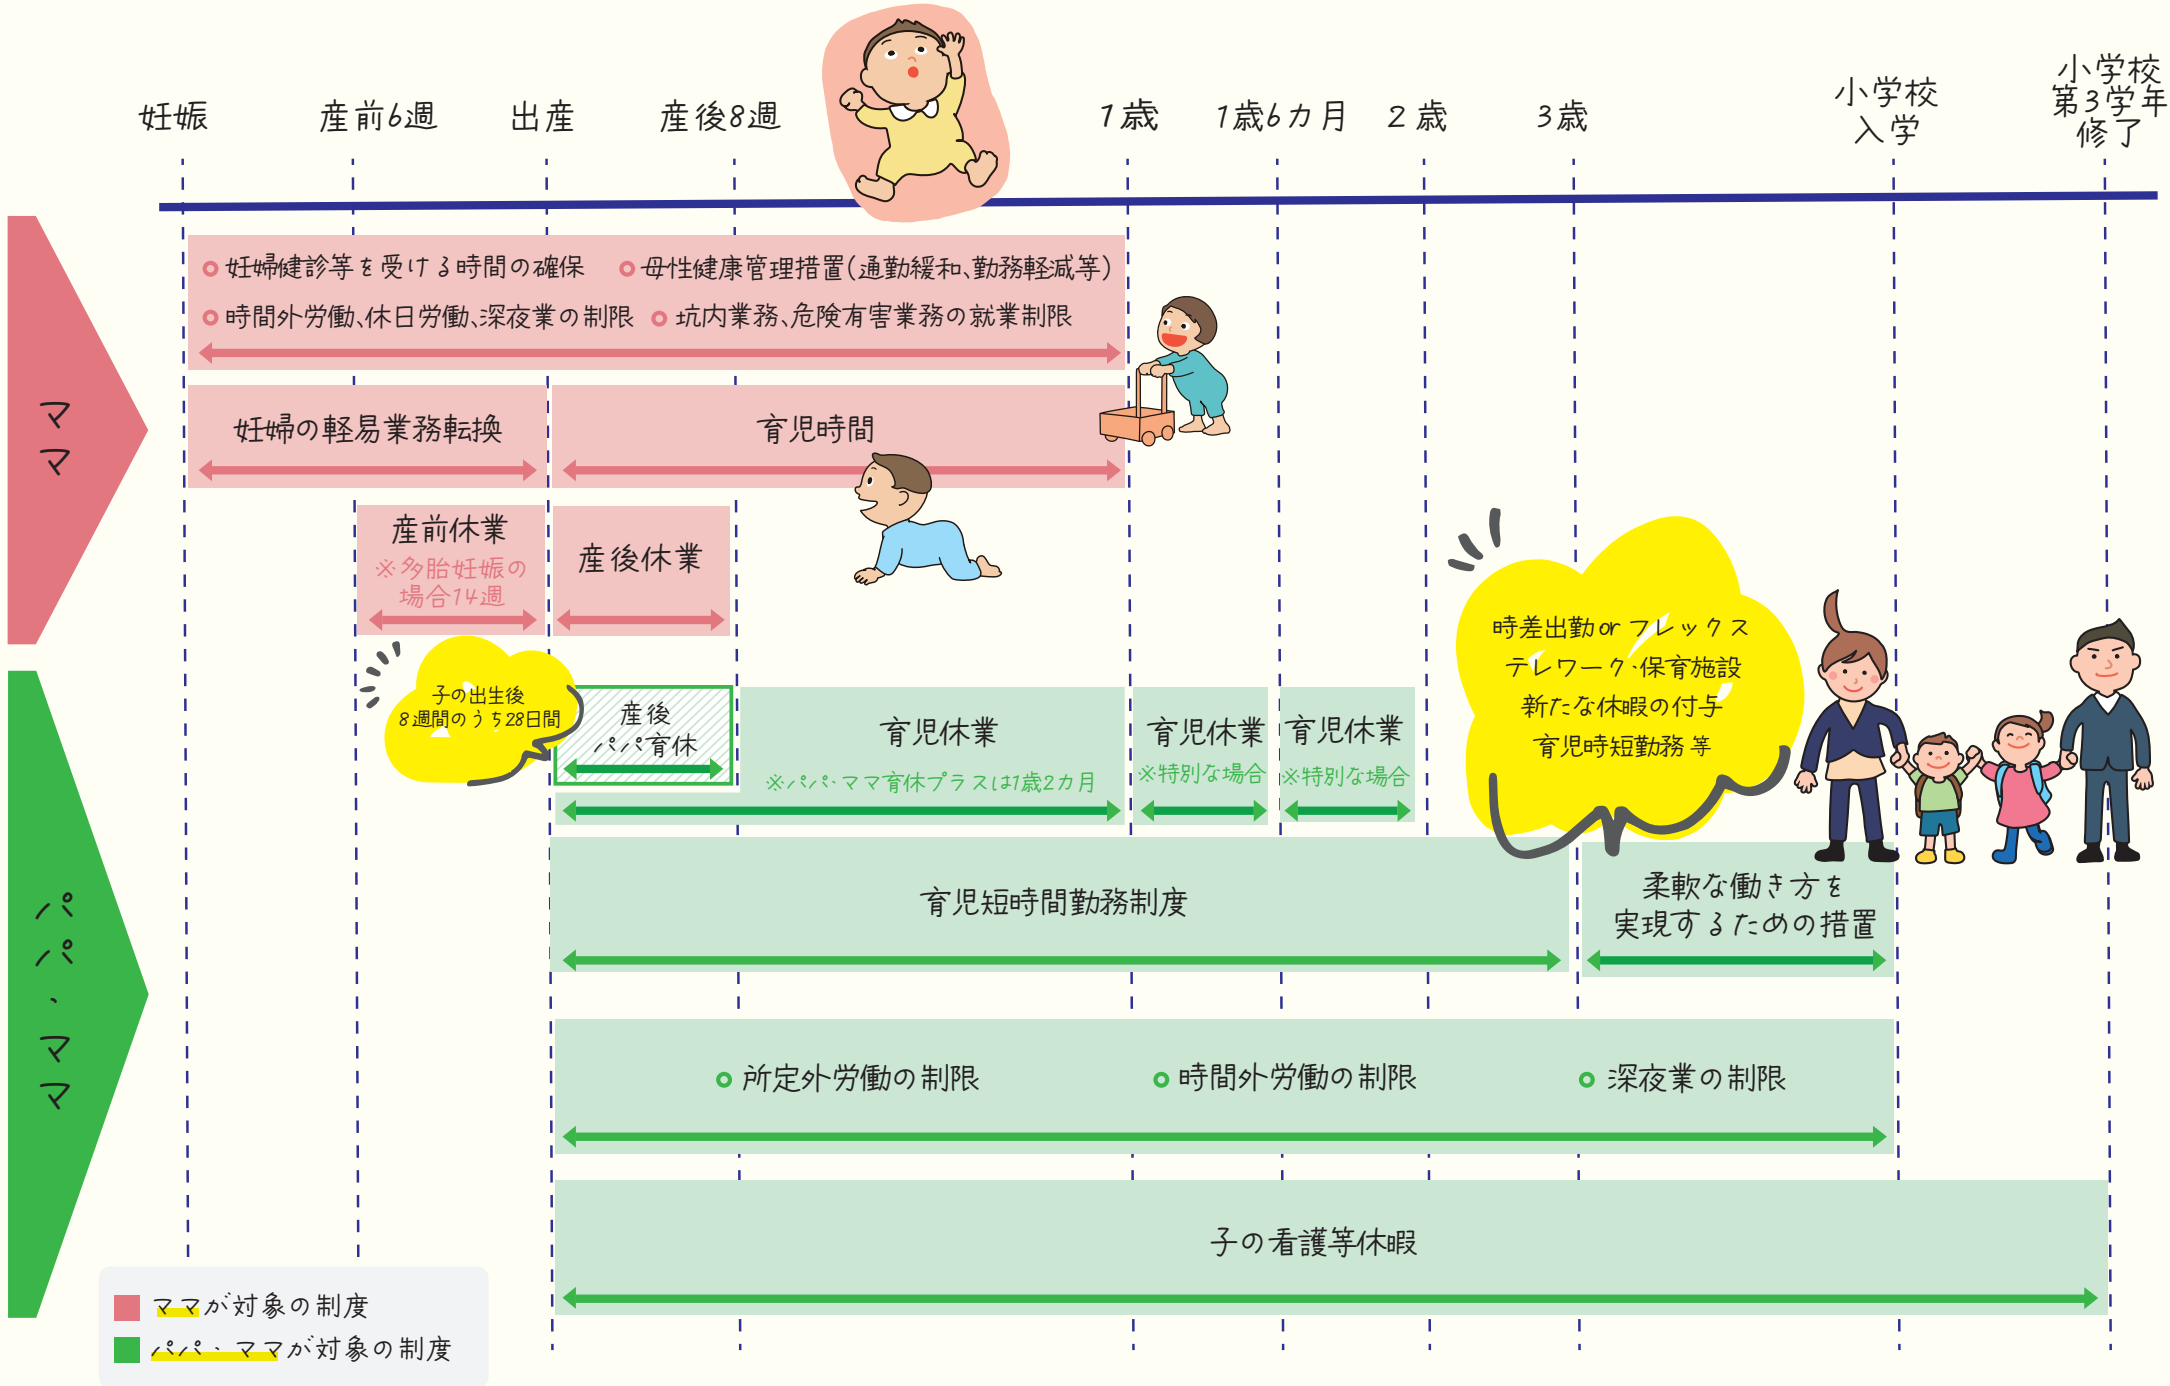 妊娠
産前6週
出産
産後8週
1歳
1歳6カ月
2歳
3歳
小学校
入学
小学校
第3学年
修了
ママ
妊婦健診等を受ける時間の確保
母性健康管理措置(通勤緩和、勤務軽減等)
時間外労働、休日労働、深夜業の制限
坑内業務、危険有害業務の就業制限
妊婦の軽易業務転換
育児時間
産前休業
※多胎妊娠の
場合14週
産後休業
パパ・ママ
子の出生後
8週間のうち28日間
産後
パパ育休
育児休業
※パパ・ママ育休プラスは1歳2カ月
育児休業
※特別な場合
育児休業
※特別な場合
時差出勤orフレックス
テレワーク・保育施設
新たな休暇の付与
育児時短勤務 等
育児短時間勤務制度
柔軟な働き方を
実現するための措置
所定外労働の制限
時間外労働の制限
深夜業の制限
子の看護等休暇
ママが対象の制度
パパ・ママが対象の制度